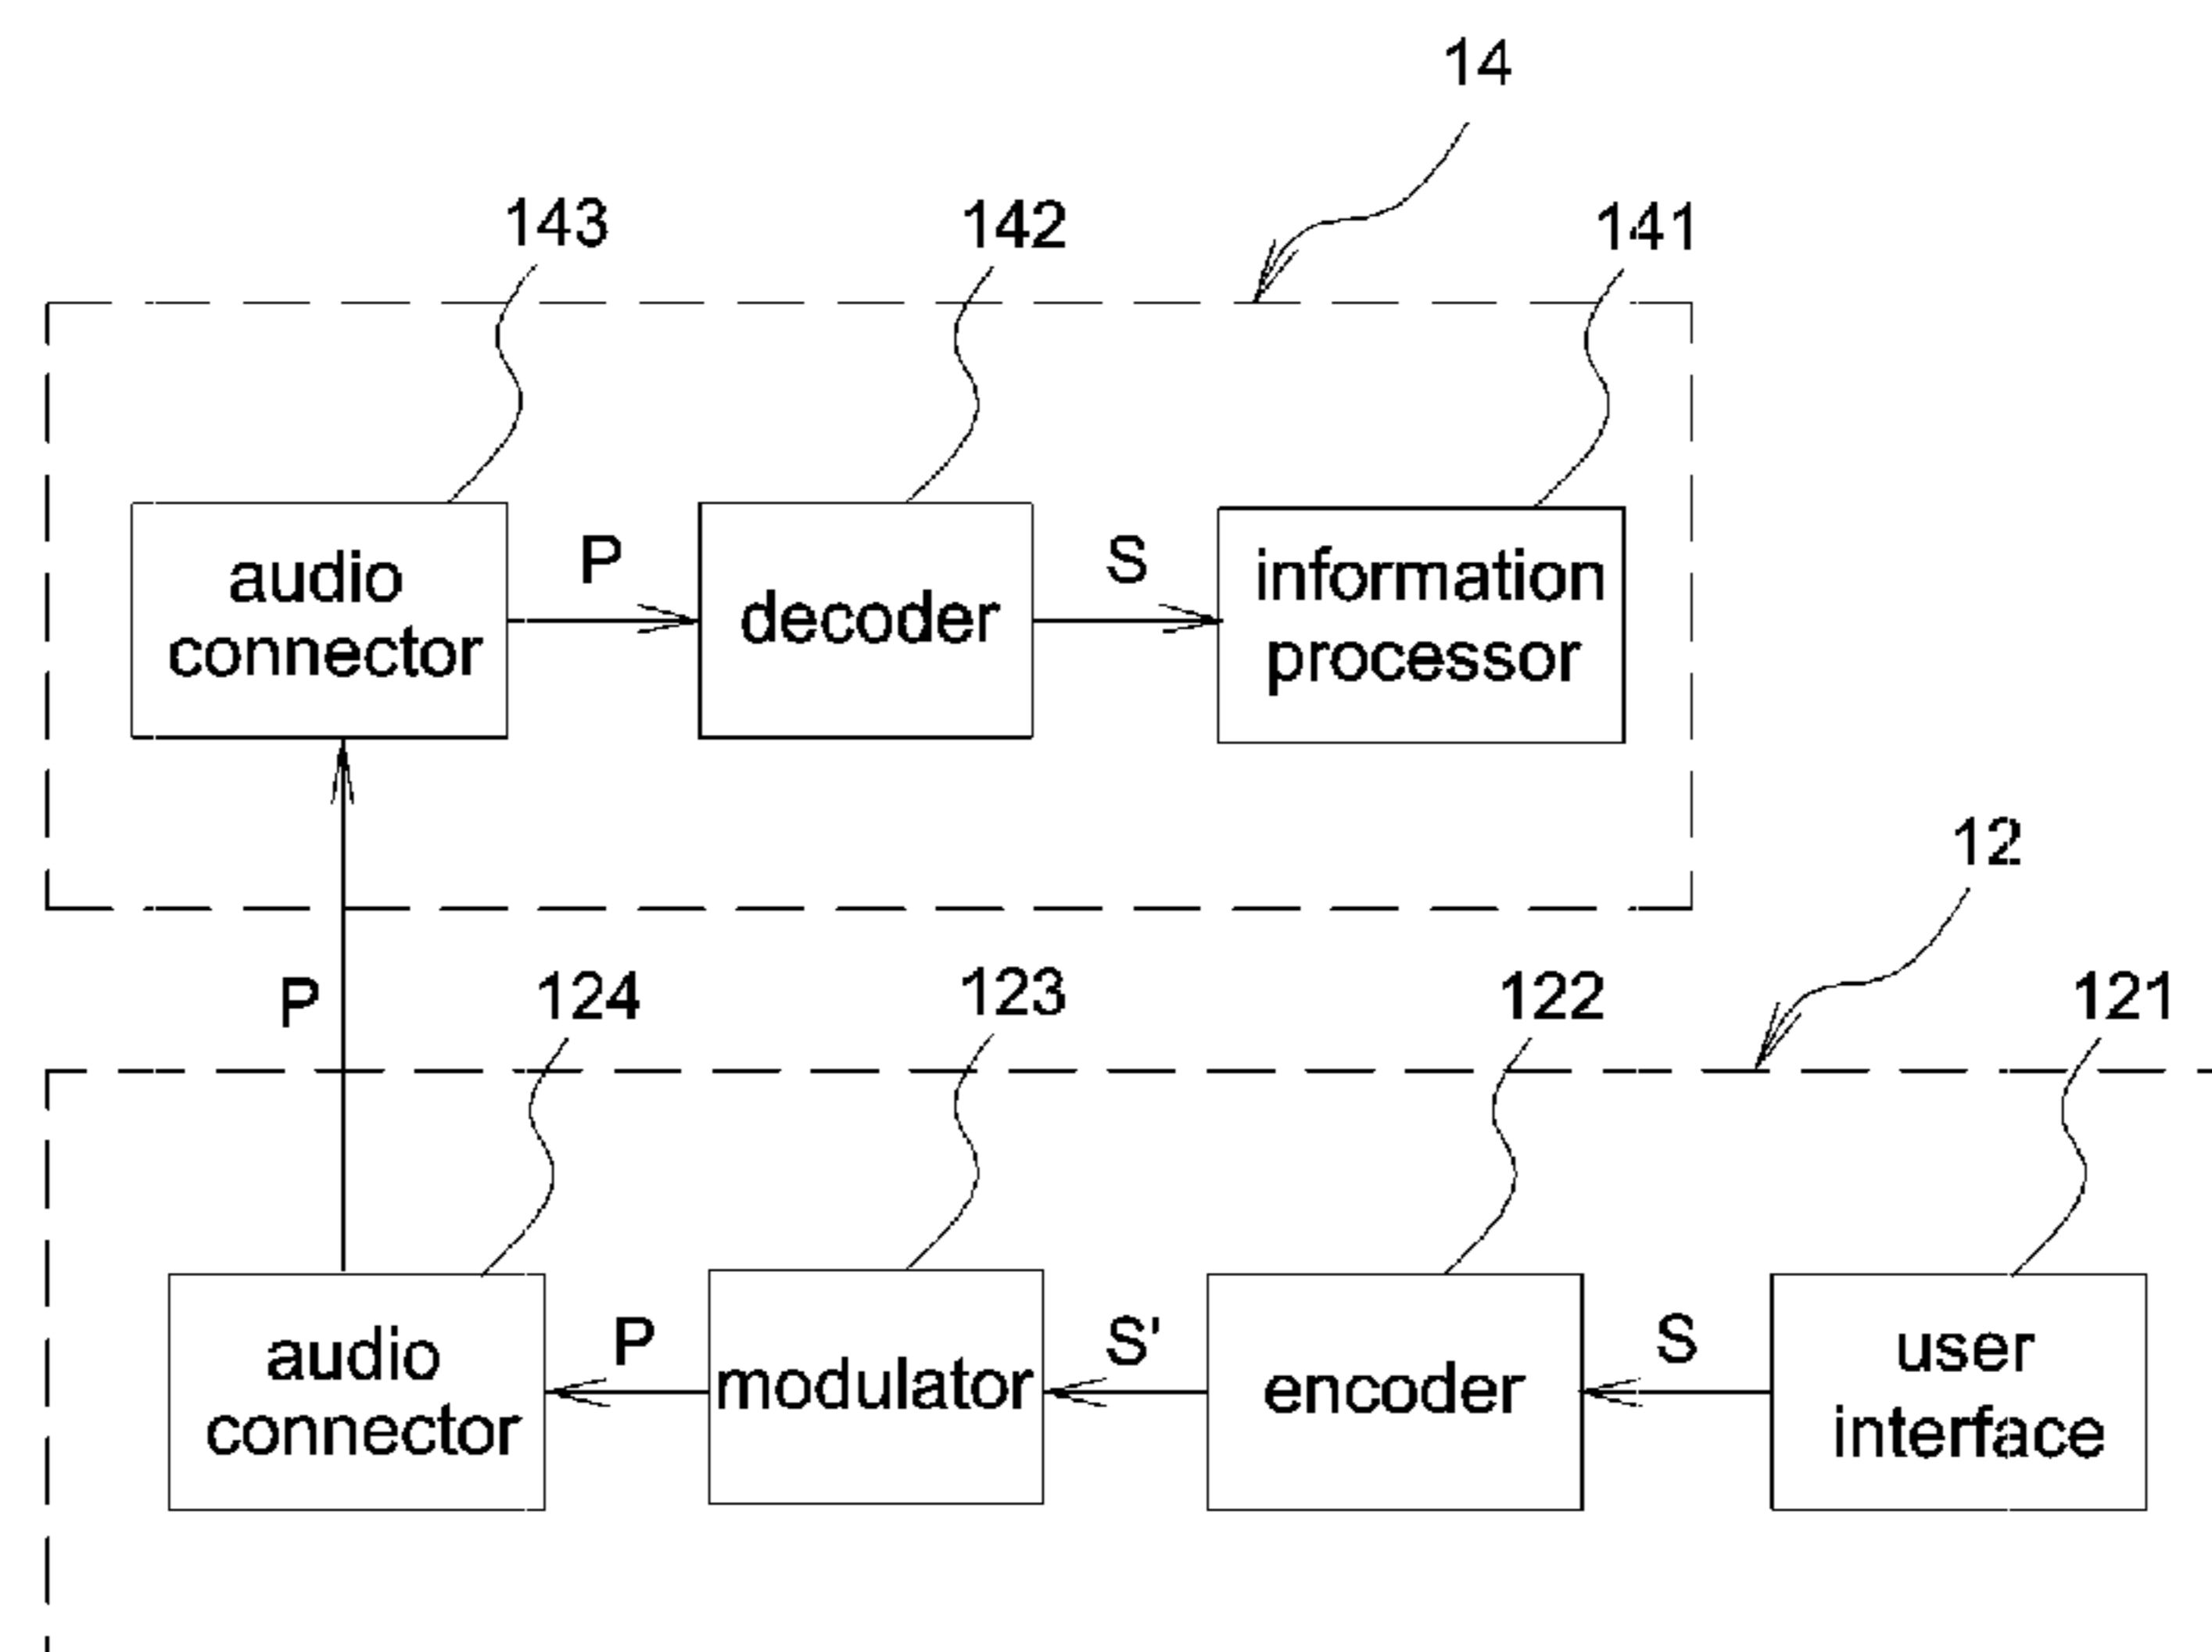 14
143
142
141
audio
connector
P
decoder
S
information
processor
12
P
124
123
122
121
audio
connector
P
modulator
S'
encoder
S
user
interface